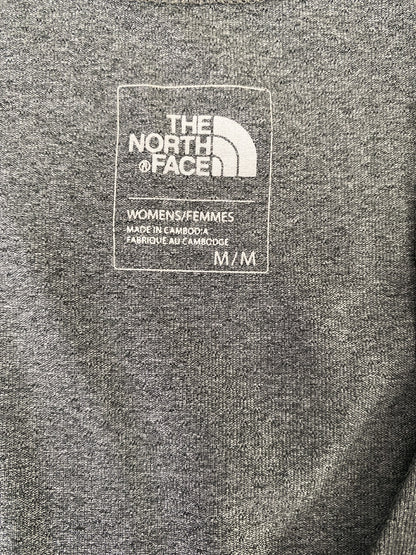 THE
NORTH
®FACE
WOMENS/FEMMES
MADE IN CAMBODIA
FABRIQUE AU CAMBODGE
M/M